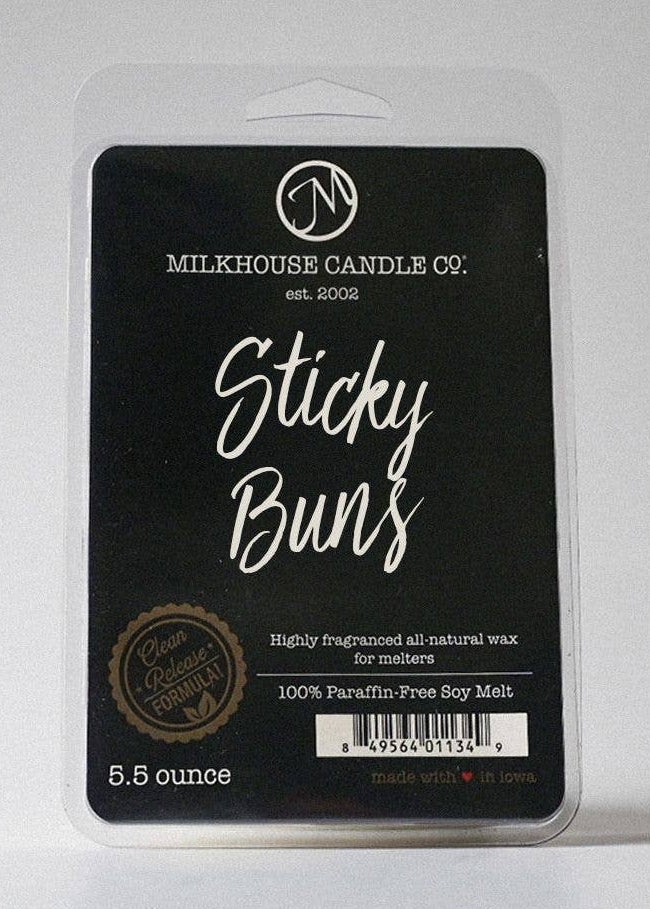 JM
MILKHOUSE CANDLE Cº.®
est. 2002
Sticky
Buns
Clean
Release
FORMULA!
Highly fragranced all-natural wax
for melters
100% Paraffin-Free Soy Melt
8 49564 01134 9
5.5 ounce
made with ♥ in iowa